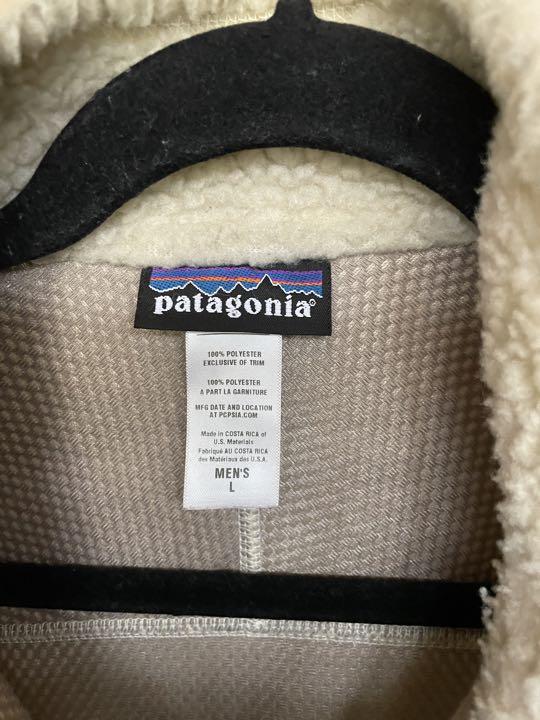 patagonia®
100% POLYESTER
EXCLUSIVE OF TRIM
100% POLYESTER
A PART LA GARNITURE
MFG DATE AND LOCATION
AT PCPSIA.COM
Made in COSTA RICA of
U.S. Materials
Fabriqué AU COSTA RICA
des Matériaux des U.S.A.
MEN'S
L